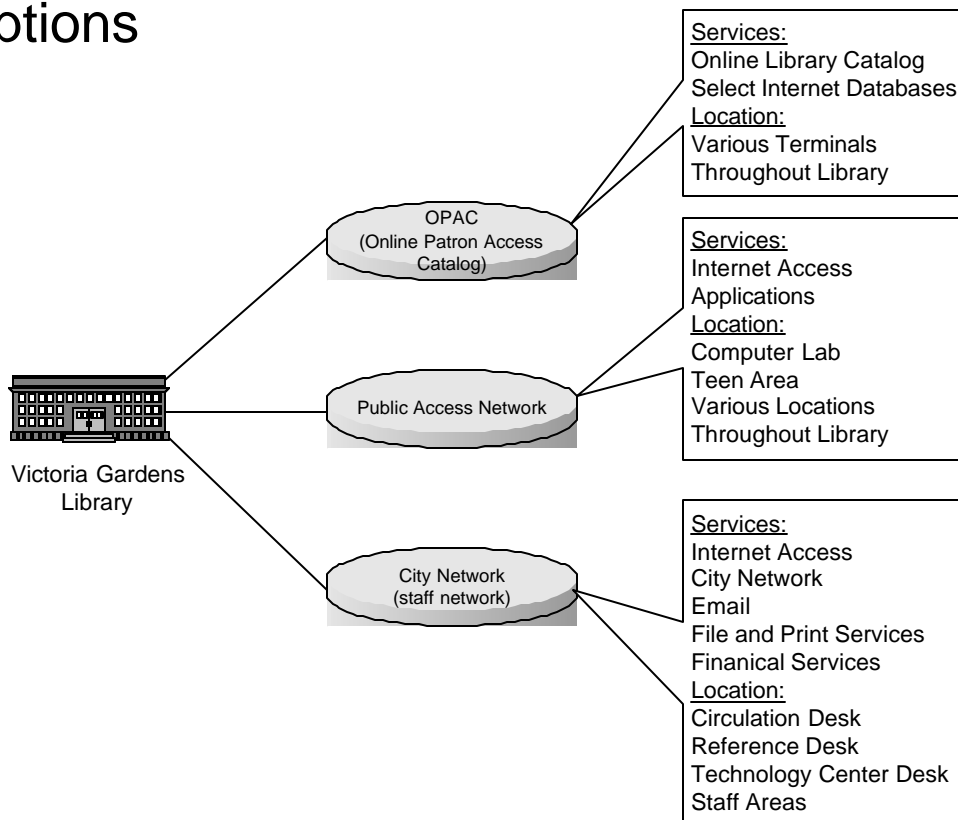 ptions
Services:
Online Library Catalog
Select Internet Databases
Location:
Various Terminals
Throughout Library
OPAC
(Online Patron Access
Catalog)
Services:
Internet Access
Applications
Location:
Computer Lab
Teen Area
Various Locations
Throughout Library
Public Access Network
Victoria Gardens
Library
Services:
Internet Access
City Network
Email
File and Print Services
Finanical Services
Location:
Circulation Desk
Reference Desk
Technology Center Desk
Staff Areas
City Network
(staff network)